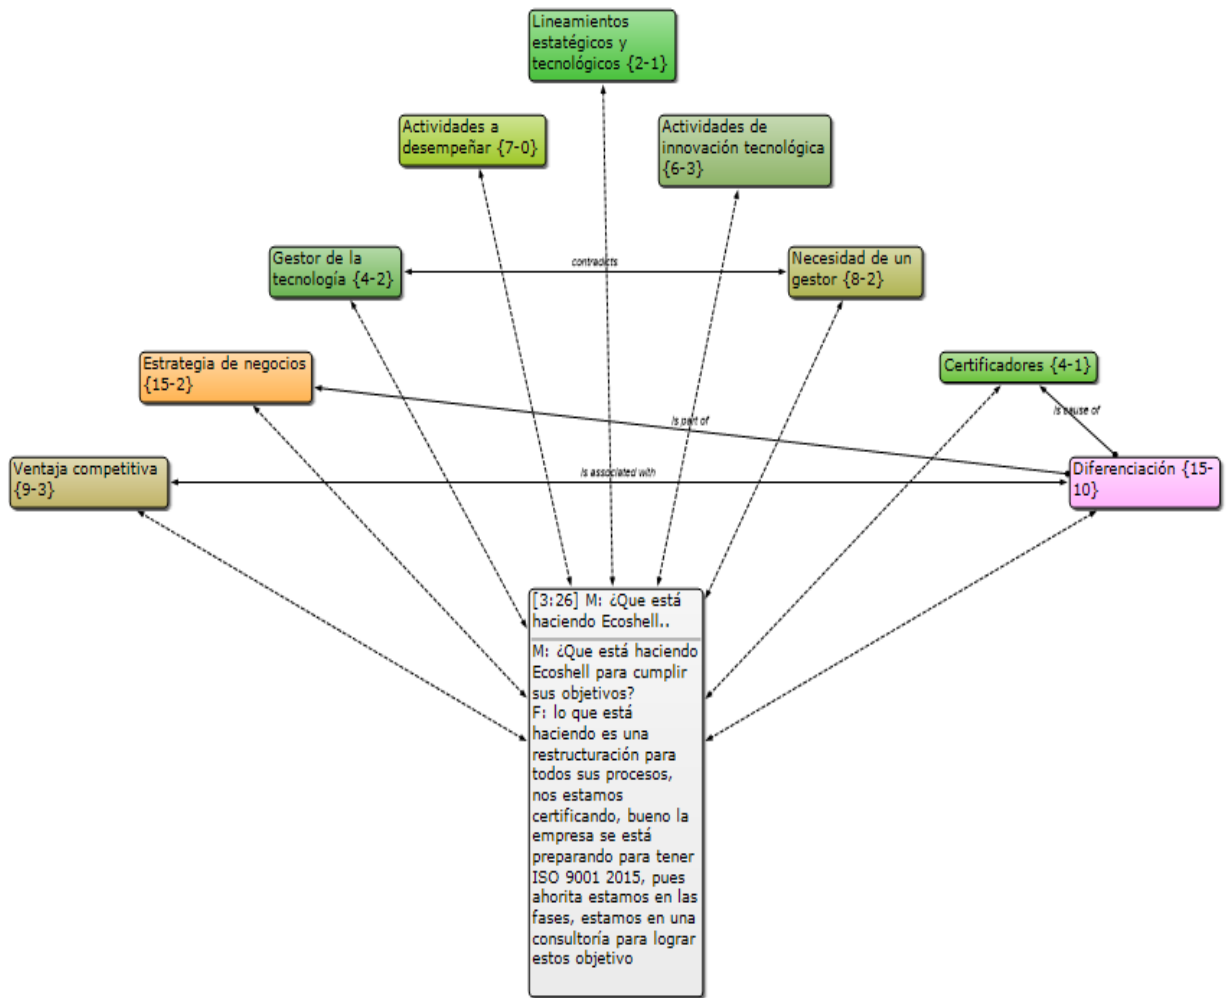 Lineamientos
estatégicos y
tecnológicos {2-1}
Actividades a
desempeñar {7-0}
Actividades de
innovación tecnológica
{6-3}
Gestor de la
tecnología {4-2}
contradicts
Necesidad de un
gestor {8-2}
Estrategia de negocios
{15-2}
Certificadores {4-1}
is part of
is cause of
Ventaja competitiva
{9-3}
is associated with
Diferenciación {15-
10}
[3:26] M: ¿Que está
haciendo Ecoshell..
M: ¿Que está haciendo
Ecoshell para cumplir
sus objetivos?
F: lo que está
haciendo es una
restructuración para
todos sus procesos,
nos estamos
certificando, bueno la
empresa se está
preparando para tener
ISO 9001 2015, pues
ahorita estamos en las
fases, estamos en una
consultoría para lograr
estos objetivo